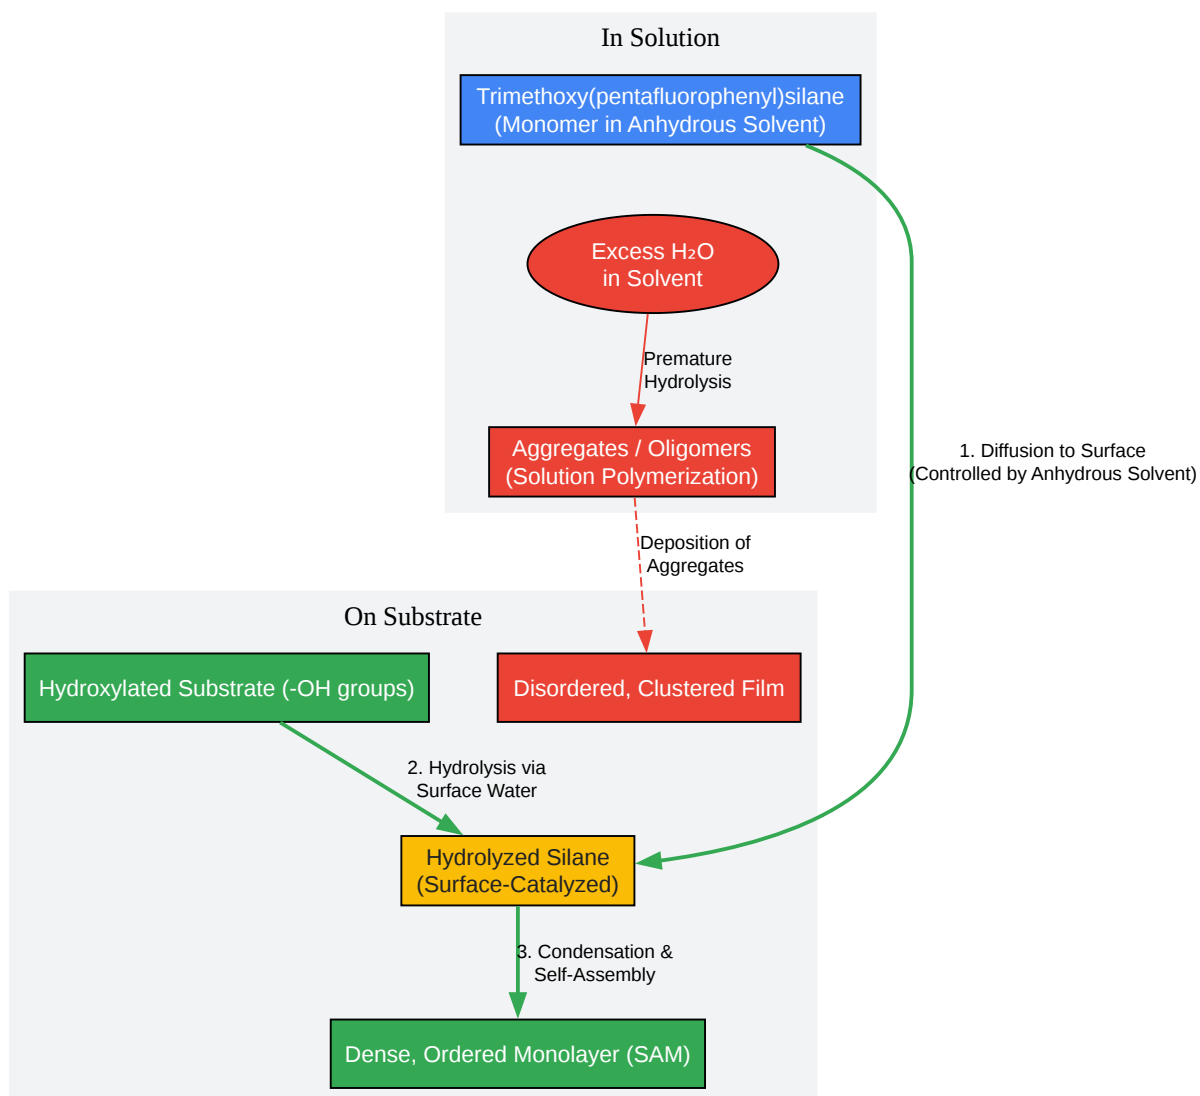 In Solution
Trimethoxy(pentafluorophenyl)silane
(Monomer in Anhydrous Solvent)
Excess H₂O
in Solvent
Premature
Hydrolysis
Aggregates / Oligomers
(Solution Polymerization)
1. Diffusion to Surface
(Controlled by Anhydrous Solvent)
Deposition of
Aggregates
On Substrate
Hydroxylated Substrate (-OH groups)
Disordered, Clustered Film
2. Hydrolysis via
Surface Water
Hydrolyzed Silane
(Surface-Catalyzed)
3. Condensation &
Self-Assembly
Dense, Ordered Monolayer (SAM)